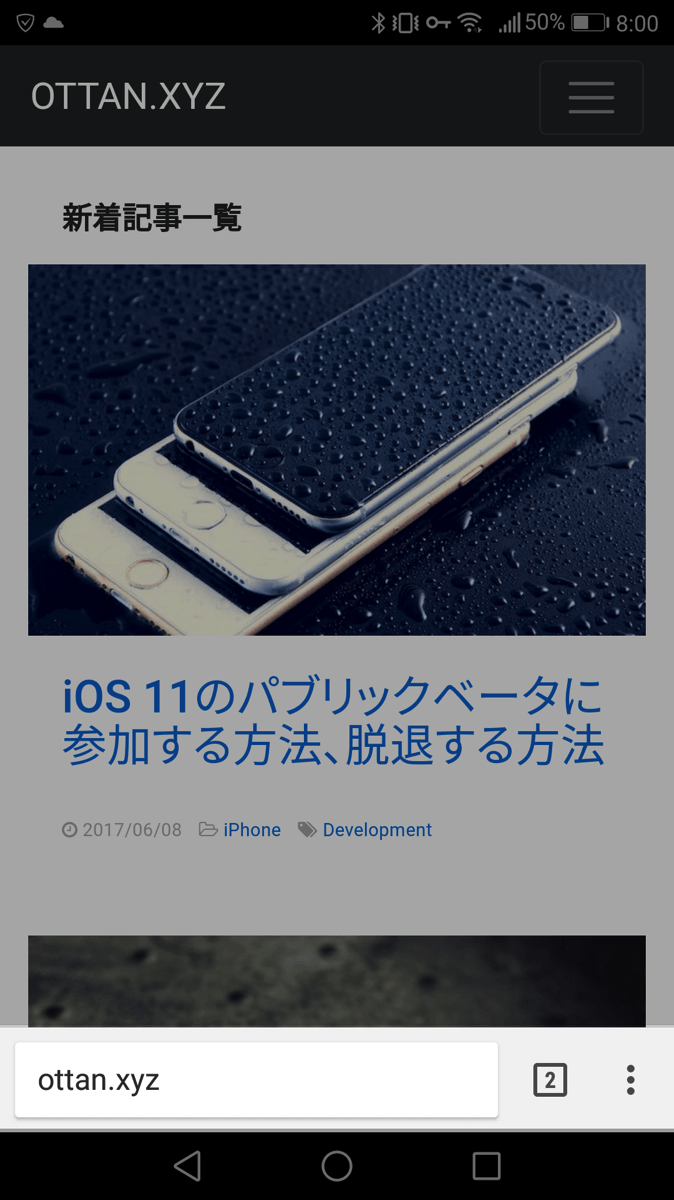 50% 8:00
OTTAN.XYZ
新着記事一覧
iOS 11のパブリックベータに
参加する方法、脱退する方法
2017/06/08 iPhone Development
ottan.xyz 2